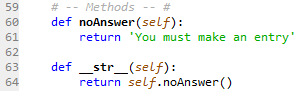 59     # -- Methods -- #
60     def noAnswer(self):
61         return 'You must make an entry'
62
63     def __str__(self):
64         return self.noAnswer()